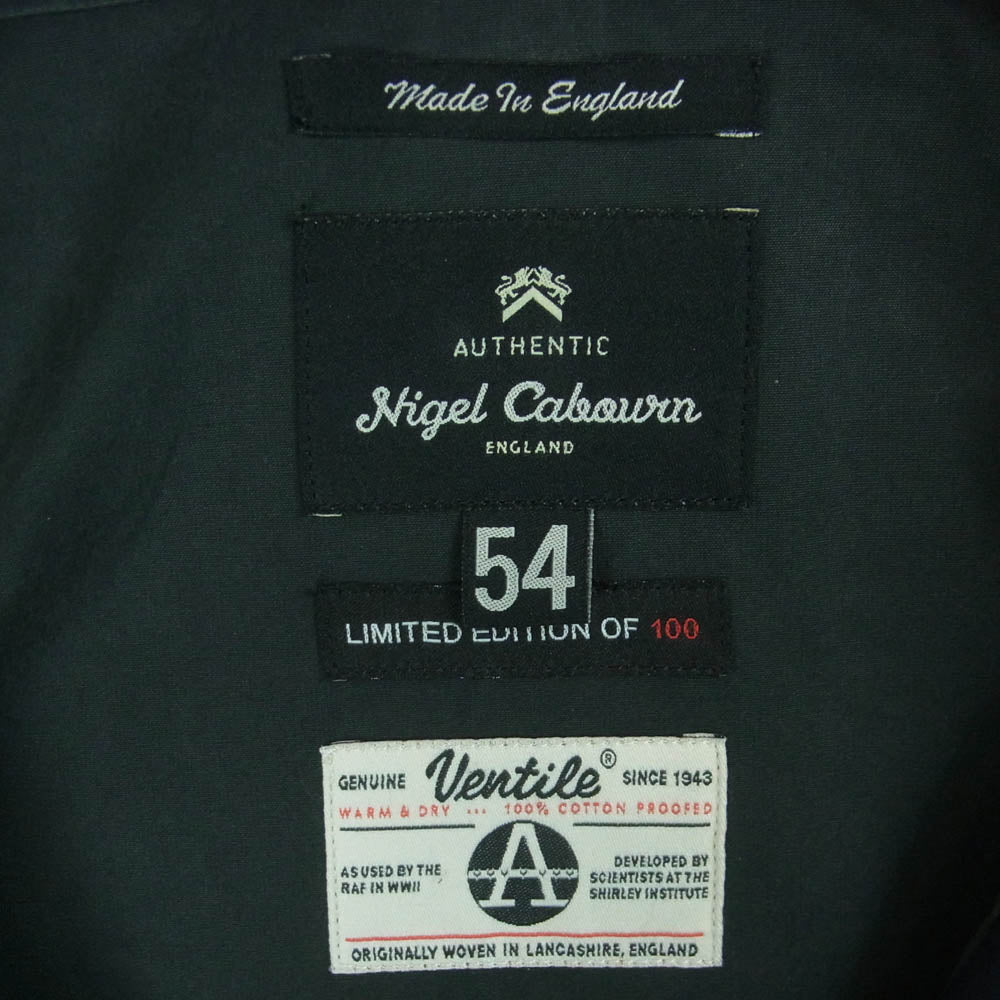 Made In England
AUTHENTIC
Nigel Cabourn
ENGLAND
54
LIMITED EDITION OF 100
GENUINE Ventile® SINCE 1943
WARM & DRY ... 100% COTTON PROOFED
A
AS USED BY THE
RAF IN WWII
DEVELOPED BY
SCIENTISTS AT THE
SHIRLEY INSTITUTE
ORIGINALLY WOVEN IN LANCASHIRE, ENGLAND